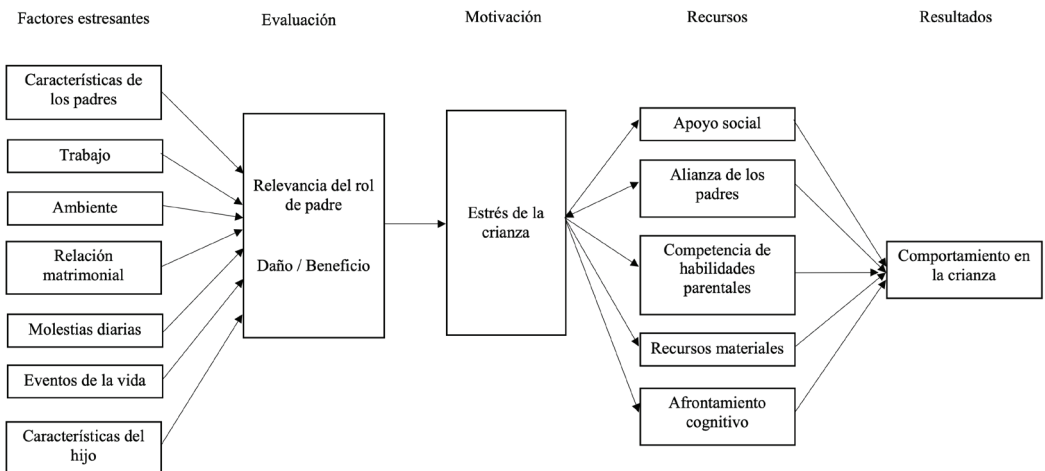 Factores estresantes
Evaluación
Motivación
Recursos
Resultados
Características de
los padres
Trabajo
Ambiente
Relación
matrimonial
Molestias diarias
Eventos de la vida
Características del
hijo
Relevancia del rol
de padre
Daño / Beneficio
Estrés de la
crianza
Apoyo social
Alianza de los
padres
Competencia de
habilidades
parentales
Recursos materiales
Afrontamiento
cognitivo
Comportamiento en
la crianza